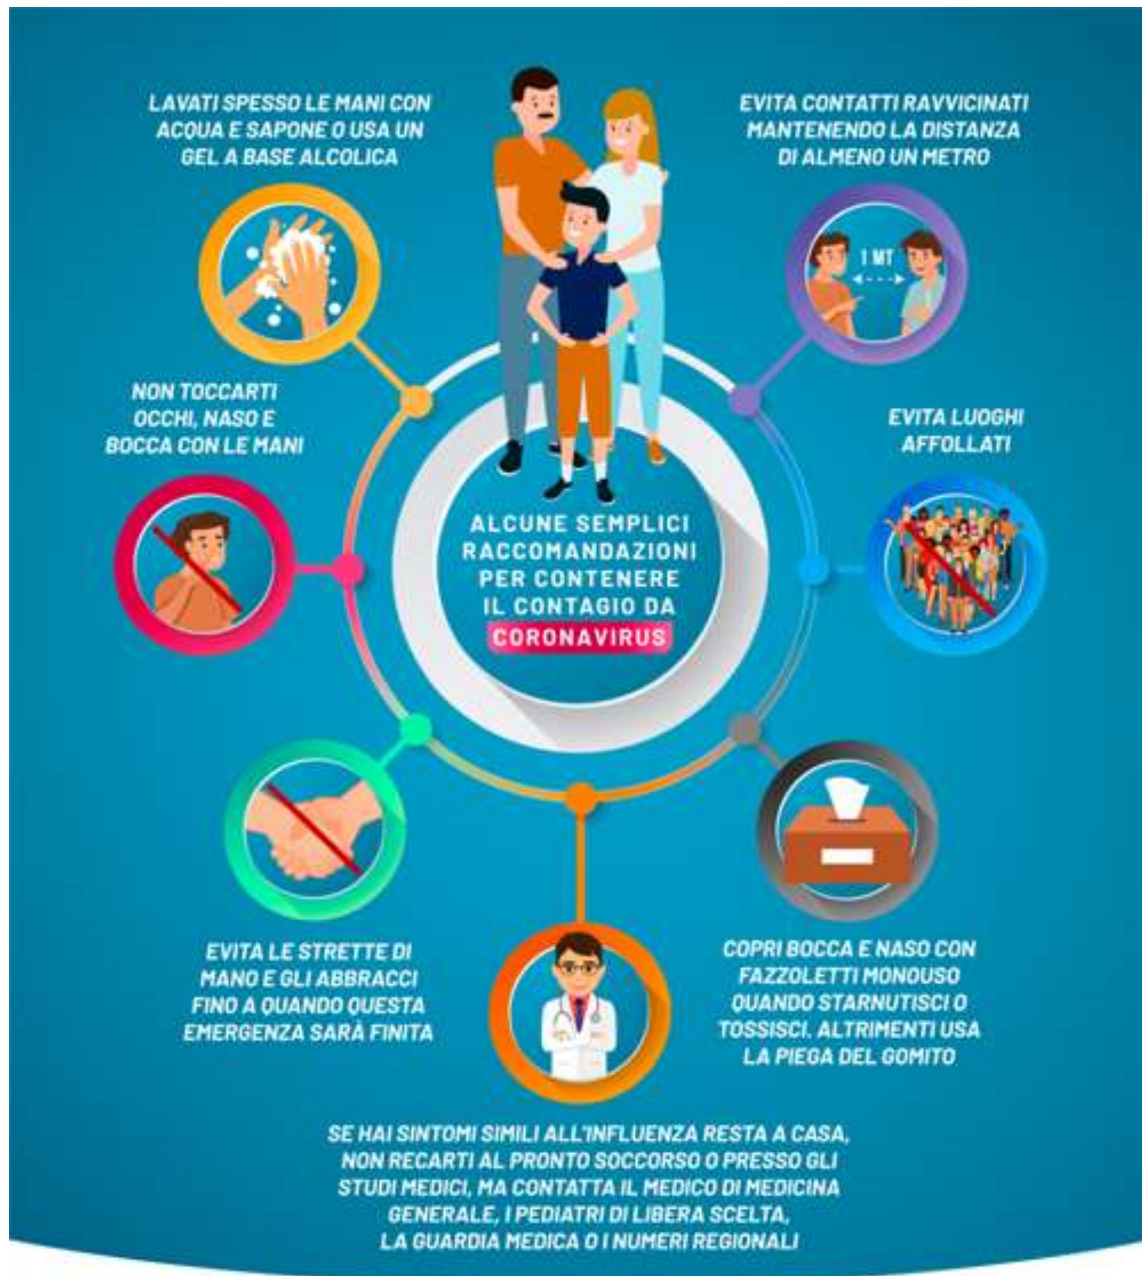 LAVATI SPESSO LE MANI CON
ACQUA E SAPONE O USA UN
GEL A BASE ALCOLICA
EVITA CONTATTI RAVVICINATI
MANTENENDO LA DISTANZA
DI ALMENO UN METRO
1 MT
NON TOCCARTI
OCCHI, NASO E
BOCCA CON LE MANI
EVITA LUOGHI
AFFOLLATI
ALCUNE SEMPLICI
RACCOMANDAZIONI
PER CONTENERE
IL CONTAGIO DA
CORONAVIRUS
EVITA LE STRETTE DI
MANO E GLI ABBRACCI
FINO A QUANDO QUESTA
EMERGENZA SARÀ FINITA
COPRI BOCCA E NASO CON
FAZZOLETTI MONOUSO
QUANDO STARNUTISCI O
TOSSISCI. ALTRIMENTI USA
LA PIEGA DEL GOMITO
SE HAI SINTOMI SIMILI ALL'INFLUENZA RESTA A CASA,
NON RECARTI AL PRONTO SOCCORSO O PRESSO GLI
STUDI MEDICI, MA CONTATTA IL MEDICO DI MEDICINA
GENERALE, I PEDIATRI DI LIBERA SCELTA,
LA GUARDIA MEDICA O I NUMERI REGIONALI